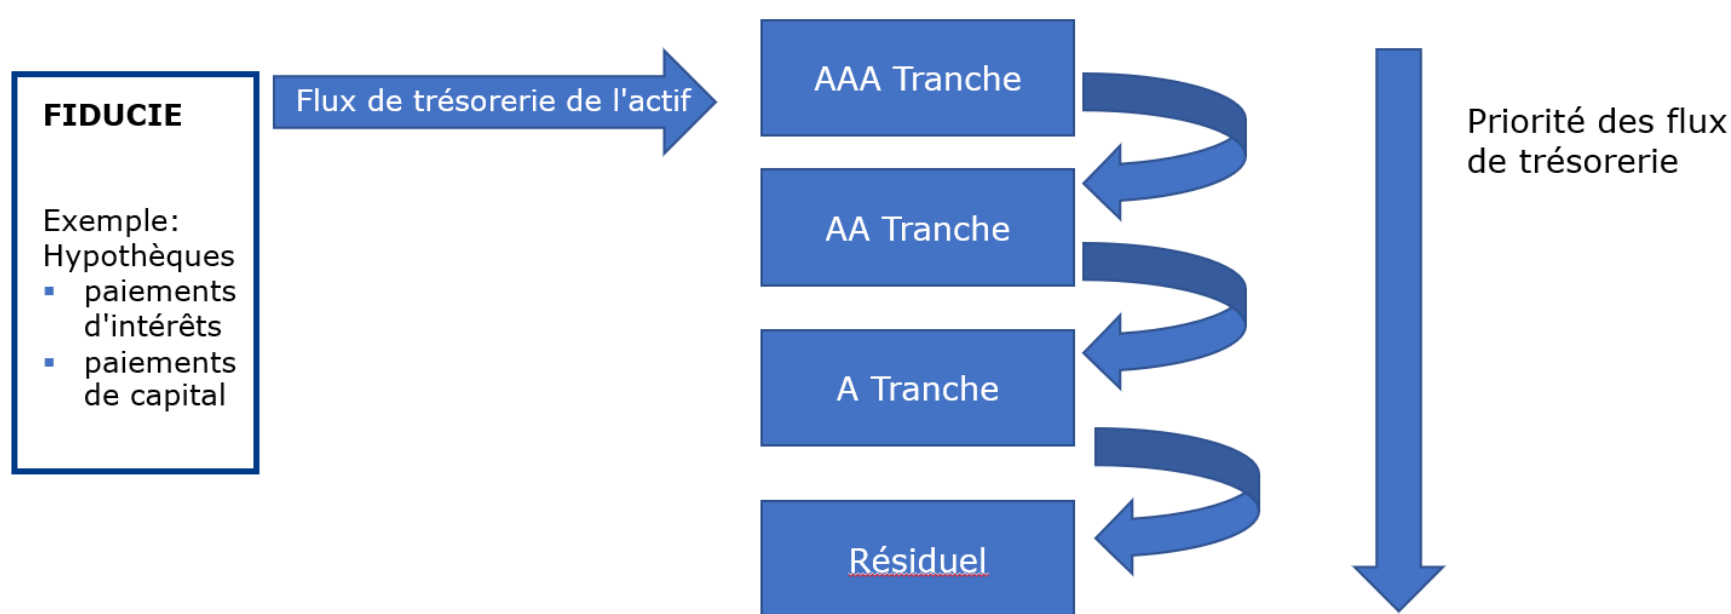 FIDUCIE
Exemple:
Hypothèques
▪ paiements
d'intérêts
▪ paiements
de capital
Flux de trésorerie de l'actif
AAA Tranche
AA Tranche
A Tranche
Résiduel
Priorité des flux
de trésorerie